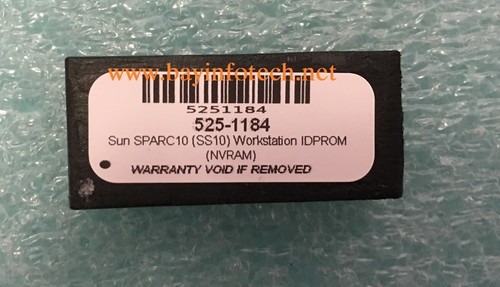 www.bayinfotech.net
5251184
525-1184
Sun SPARC10 (SS10) Workstation IDPROM
(NVRAM)
WARRANTY VOID IF REMOVED